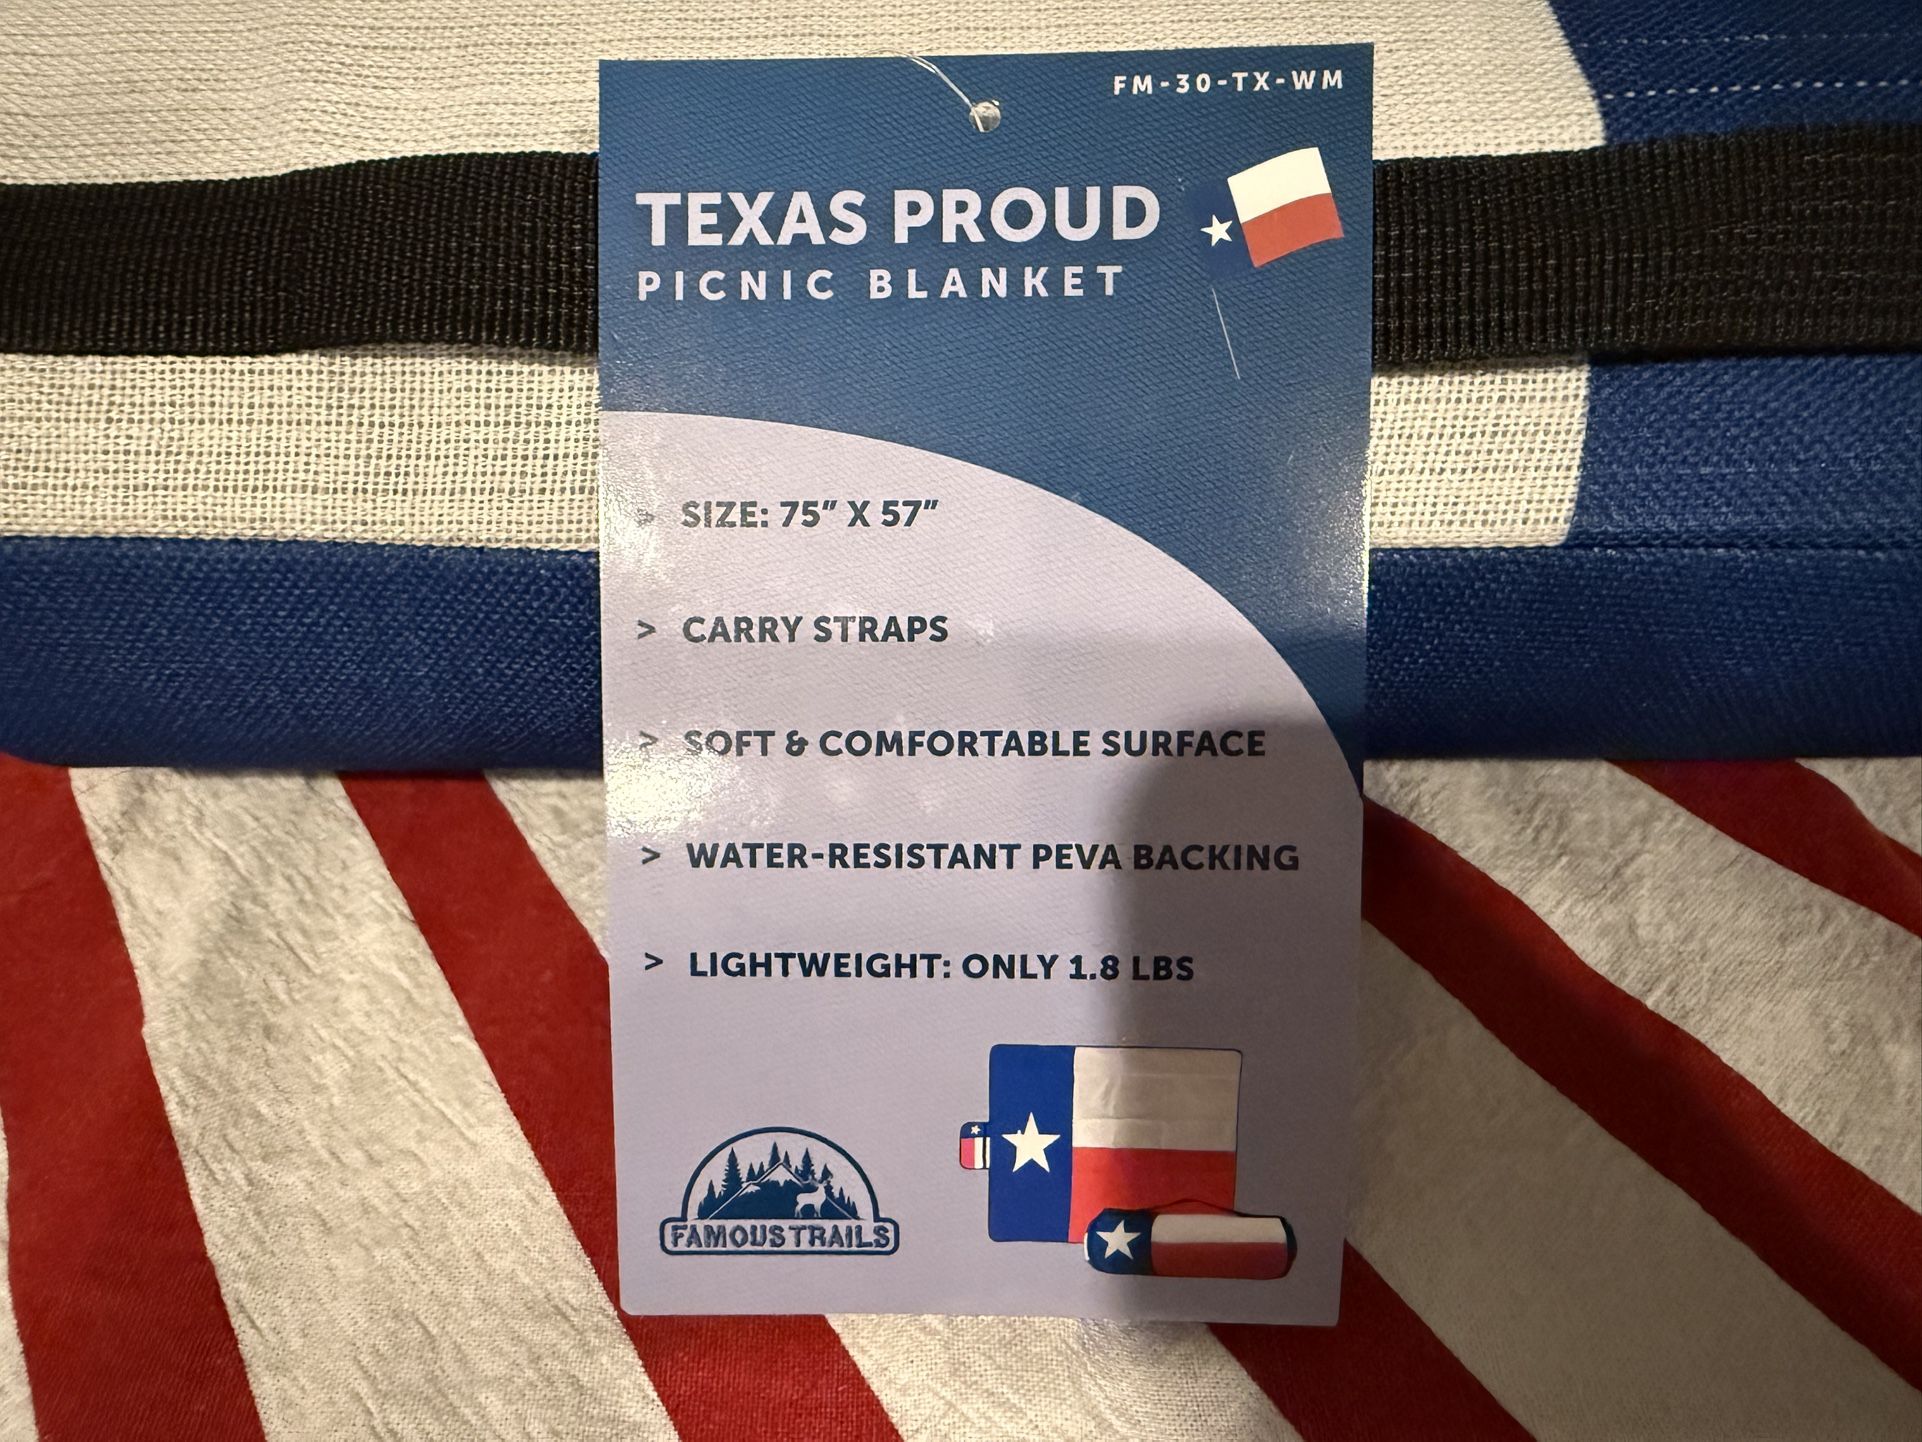 FM-30-TX-WM
TEXAS PROUD
PICNIC BLANKET
> SIZE: 75" X 57"
> CARRY STRAPS
> SOFT & COMFORTABLE SURFACE
> WATER-RESISTANT PEVA BACKING
> LIGHTWEIGHT: ONLY 1.8 LBS
FAMOUS TRAILS